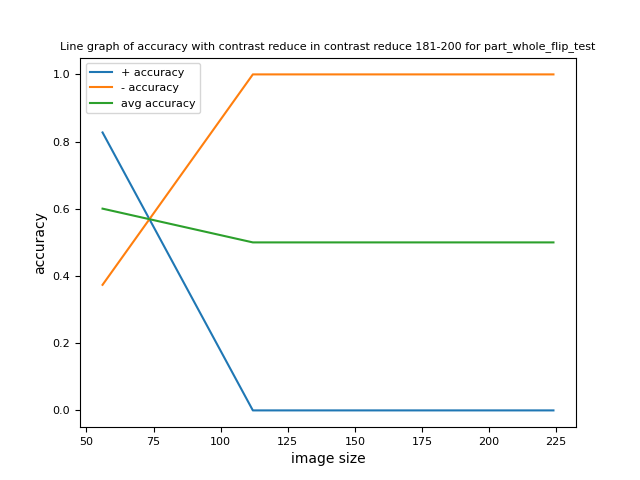 Line graph of accuracy with contrast reduce in contrast reduce 181-200 for part_whole_flip_test
+ accuracy
- accuracy
avg accuracy
1.0
0.8
0.6
0.4
0.2
0.0
accuracy
50 75 100 125 150 175 200 225
image size